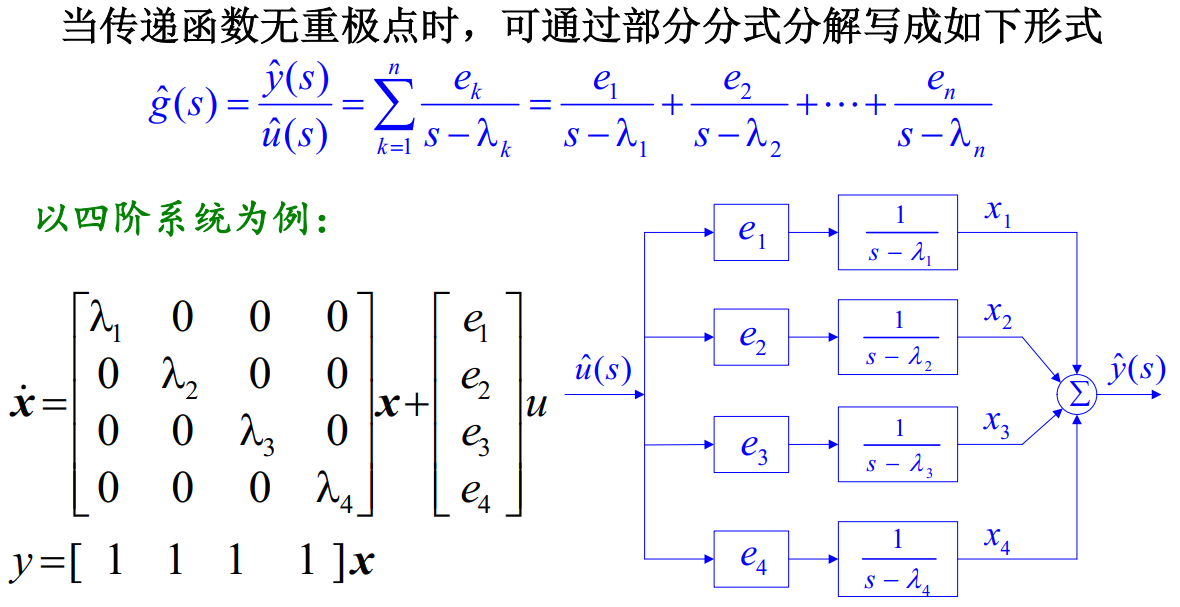 当传递函数无重极点时，可通过部分分式分解写成如下形式
ĝ(s) = ŷ(s)/û(s) = ∑_{k=1}^{n} e_k/(s−λ_k) = e_1/(s−λ_1) + e_2/(s−λ_2) + ⋯ + e_n/(s−λ_n)
以四阶系统为例：
ẋ = [λ_1 0 0 0; 0 λ_2 0 0; 0 0 λ_3 0; 0 0 0 λ_4] x + [e_1; e_2; e_3; e_4] u
y = [ 1 1 1 1 ] x
û(s)
e_1 1/(s − λ_1) x_1
e_2 1/(s − λ_2) x_2
e_3 1/(s − λ_3) x_3
e_4 1/(s − λ_4) x_4
∑ ŷ(s)